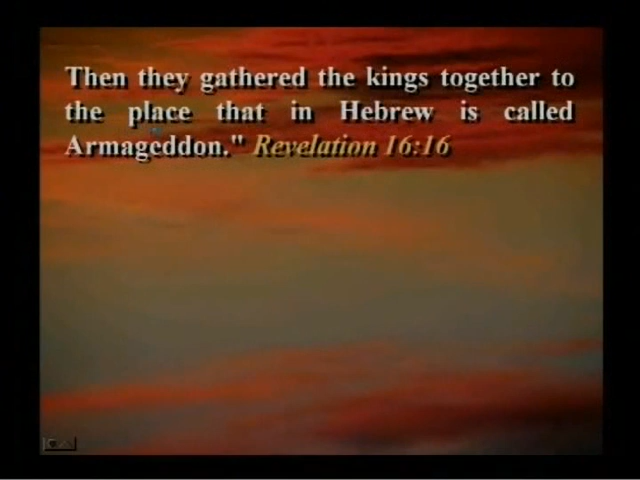 Then they gathered the kings together to
the place that in Hebrew is called
Armageddon." Revelation 16:16